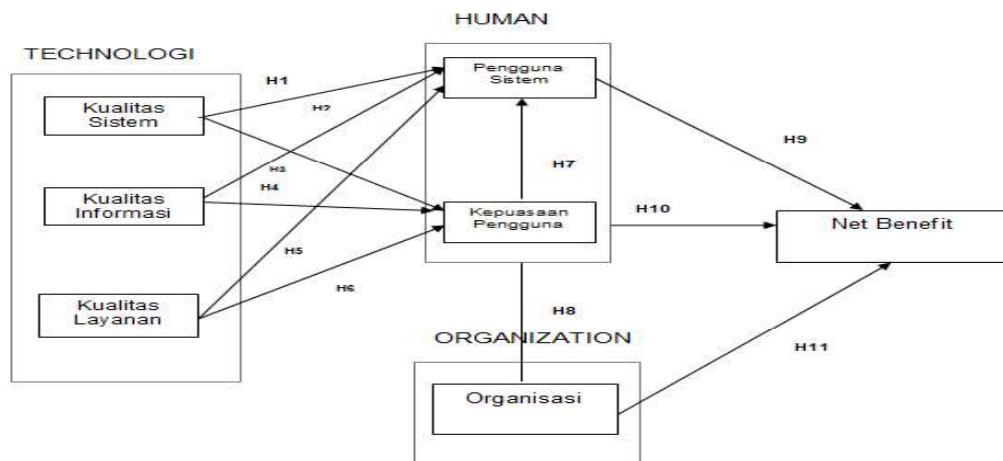 HUMAN
TECHNOLOGI
Pengguna
Sistem
H1
Kualitas
Sistem
H2
H9
H7
H3
H4
Kualitas
Informasi
Kepuasaan
Pengguna
H10
Net Benefit
H5
H6
Kualitas
Layanan
H8
ORGANIZATION
H11
Organisasi